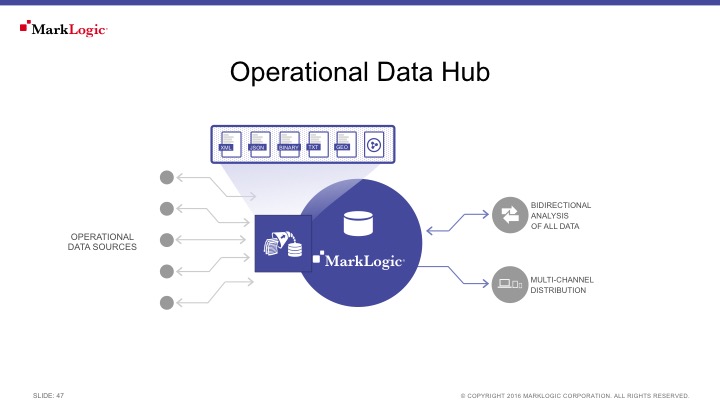 MarkLogic
Operational Data Hub
XML JSON BINARY TXT GEO
OPERATIONAL
DATA SOURCES
MarkLogic
BIDIRECTIONAL
ANALYSIS
OF ALL DATA
MULTI-CHANNEL
DISTRIBUTION
SLIDE: 47
© COPYRIGHT 2016 MARKLOGIC CORPORATION. ALL RIGHTS RESERVED.